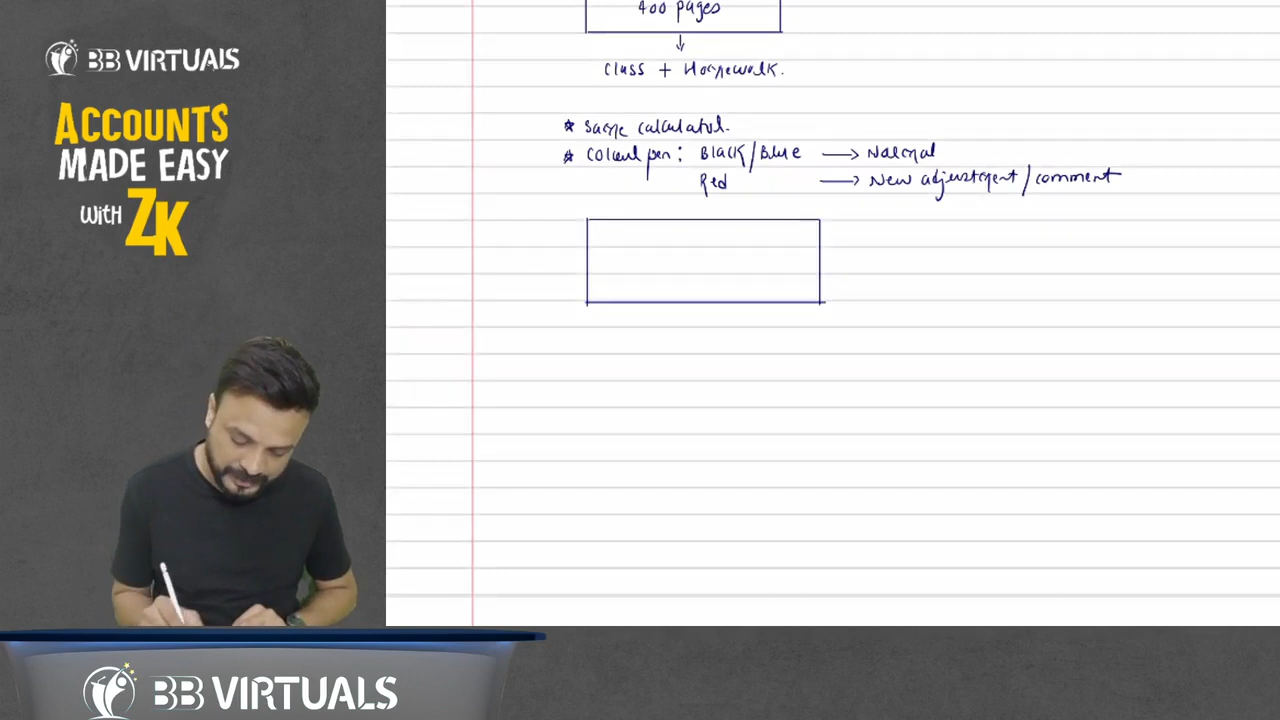 BB VIRTUALS
ACCOUNTS
MADE EASY
with ZK
400 pages
Class + Homework.
* Same calculator.
* Colour pen: Black/Blue → Normal
Red → New adjustment/comment
BB VIRTUALS